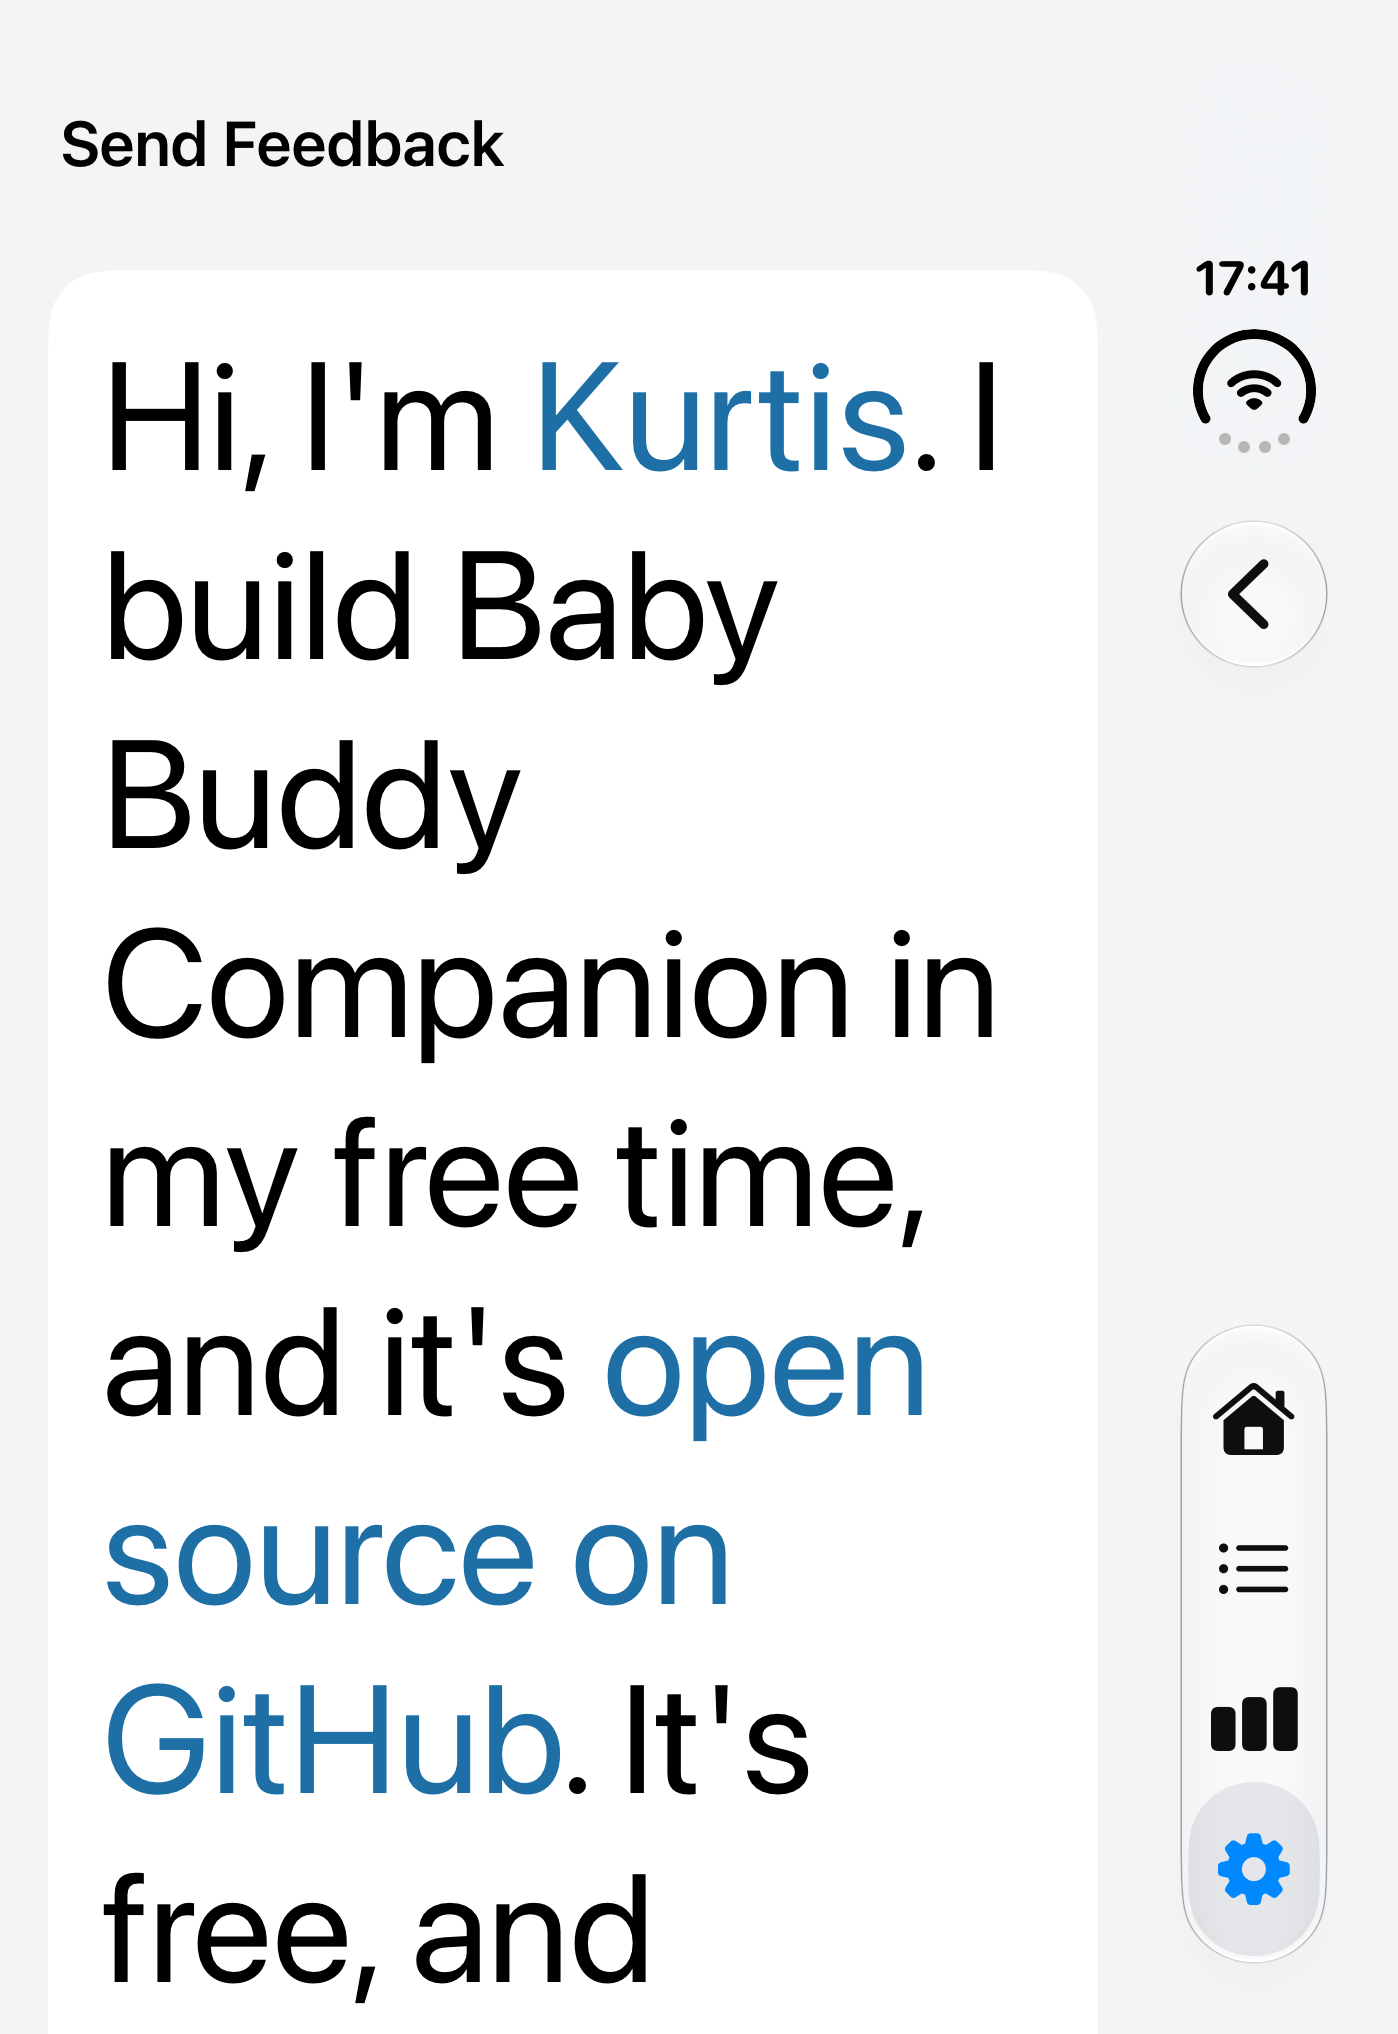 Send Feedback
17:41
Hi, I'm Kurtis. I
build Baby
Buddy
Companion in
my free time,
and it's open
source on
GitHub. It's
free, and